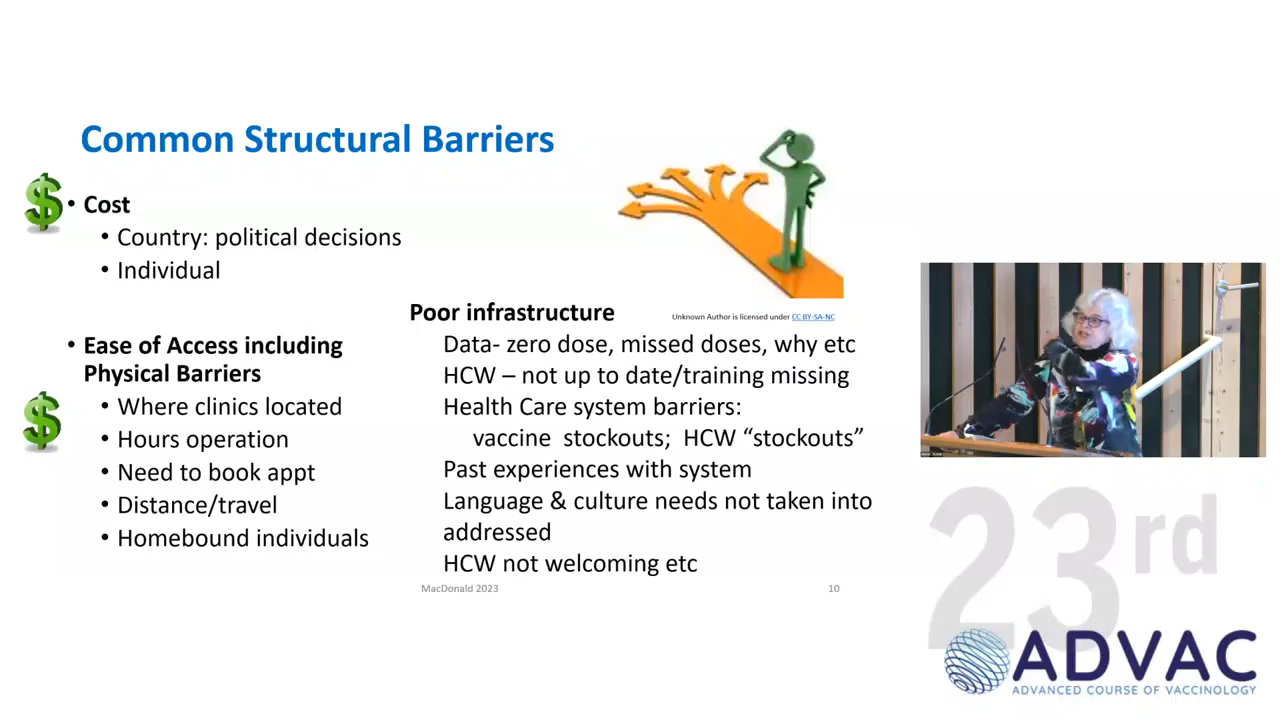 Common Structural Barriers
• Cost
• Country: political decisions
• Individual
• Ease of Access including
Physical Barriers
• Where clinics located
• Hours operation
• Need to book appt
• Distance/travel
• Homebound individuals
Unknown Author is licensed under CC BY-SA-NC
Poor infrastructure
Data- zero dose, missed doses, why etc
HCW – not up to date/training missing
Health Care system barriers:
vaccine stockouts; HCW “stockouts”
Past experiences with system
Language & culture needs not taken into
addressed
HCW not welcoming etc
MacDonald 2023
10
23rd
ADVAC
ADVANCED COURSE OF VACCINOLOGY